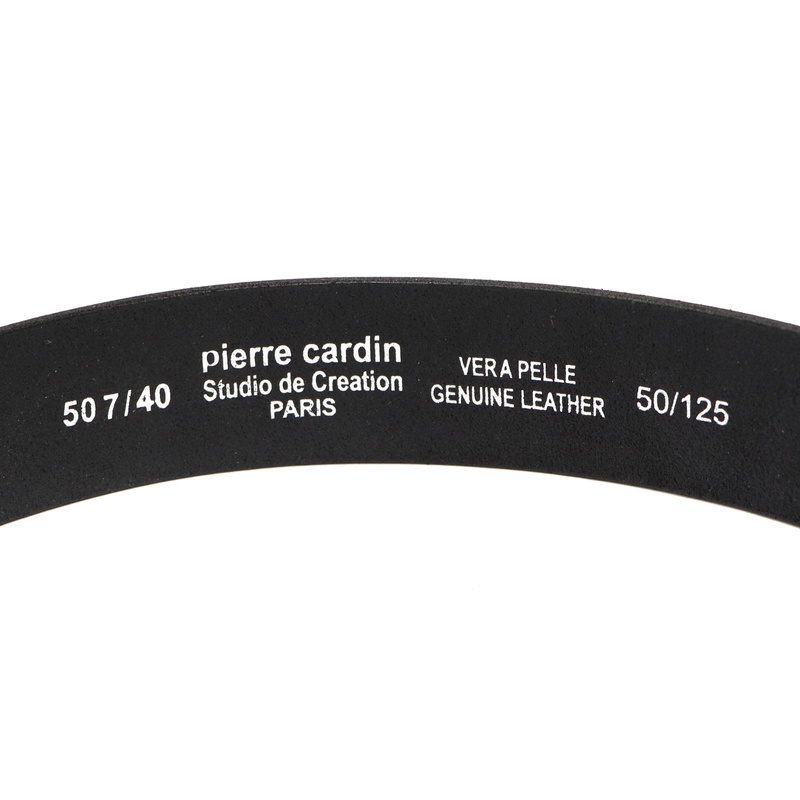 50 7/40
pierre cardin
Studio de Creation
PARIS
VERA PELLE
GENUINE LEATHER
50/125